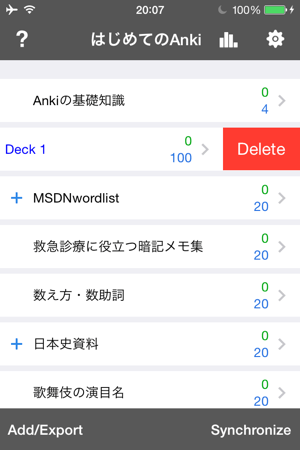 20:07
100%
? はじめてのAnki
Ankiの基礎知識
0
4
Deck 1
0
100
Delete
+ MSDNwordlist
0
20
救急診療に役立つ暗記メモ集
0
20
数え方・数助詞
0
20
+ 日本史資料
0
20
歌舞伎の演目名
0
20
Add/Export
Synchronize